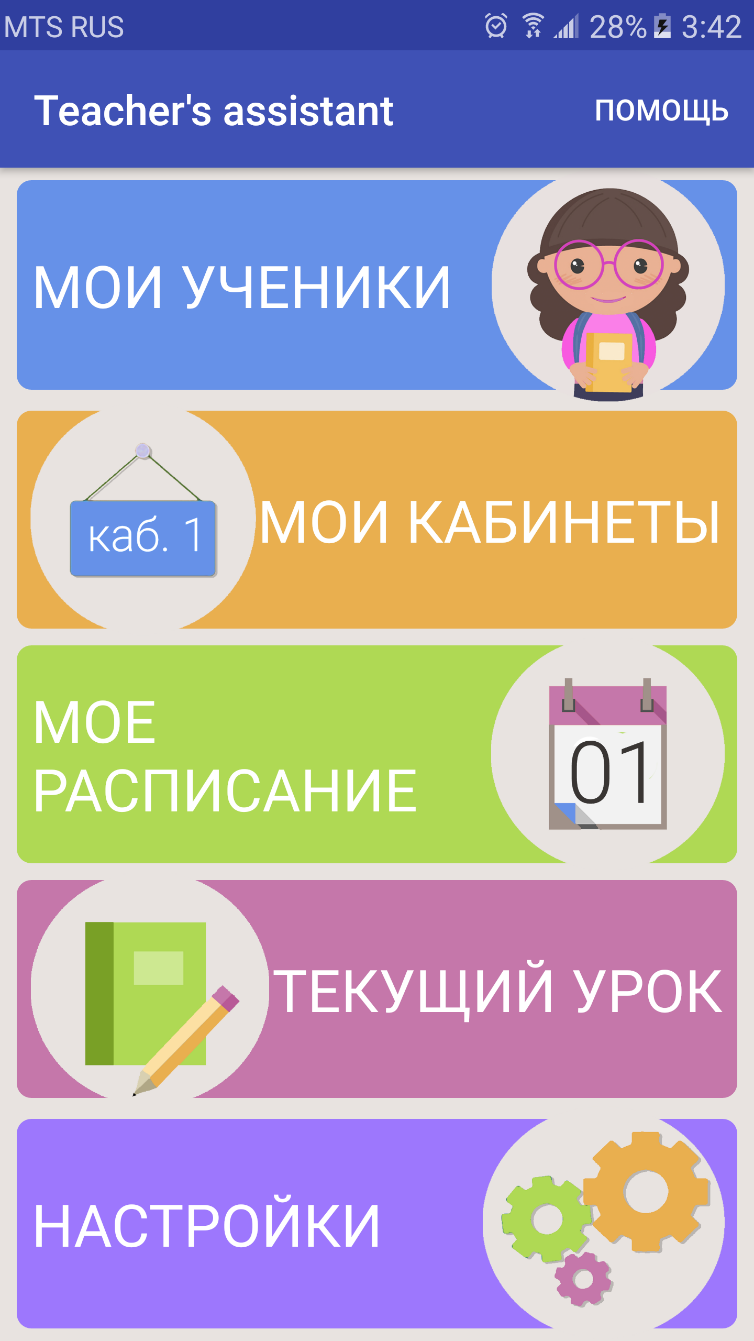 MTS RUS 28% 3:42
Teacher's assistant ПОМОЩЬ
МОИ УЧЕНИКИ
каб. 1
МОИ КАБИНЕТЫ
МОЕ
РАСПИСАНИЕ
01
ТЕКУЩИЙ УРОК
НАСТРОЙКИ